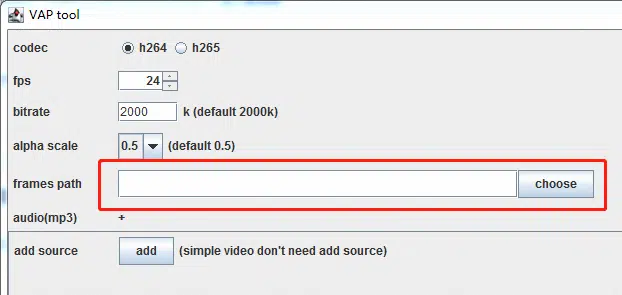 VAP tool
codec h264 h265
fps 24
bitrate 2000 k (default 2000k)
alpha scale 0.5 (default 0.5)
frames path choose
audio(mp3) +
add source add (simple video don't need add source)